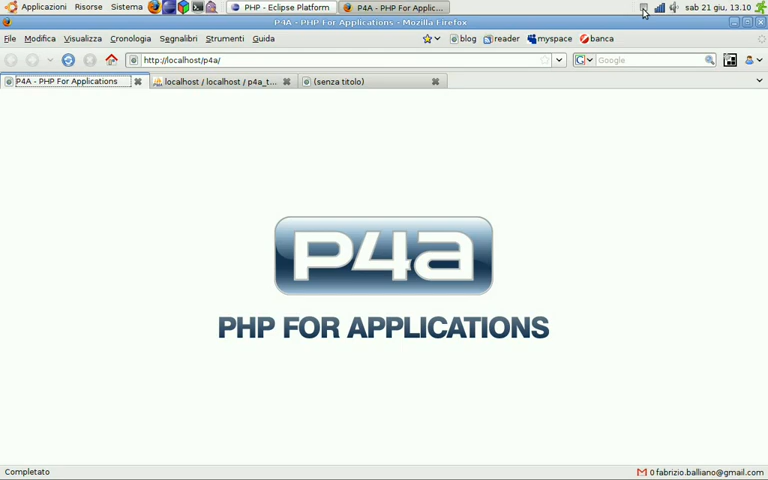 Applicazioni Risorse Sistema PHP - Eclipse Platform P4A - PHP For Applic... sab 21 giu, 13.10
P4A - PHP For Applications - Mozilla Firefox
File Modifica Visualizza Cronologia Segnalibri Strumenti Guida blog reader myspace banca
http://localhost/p4a/ Google
P4A - PHP For Applications localhost / localhost / p4a_t... (senza titolo)
P4A
PHP FOR APPLICATIONS
Completato 0 fabrizio.balliano@gmail.com